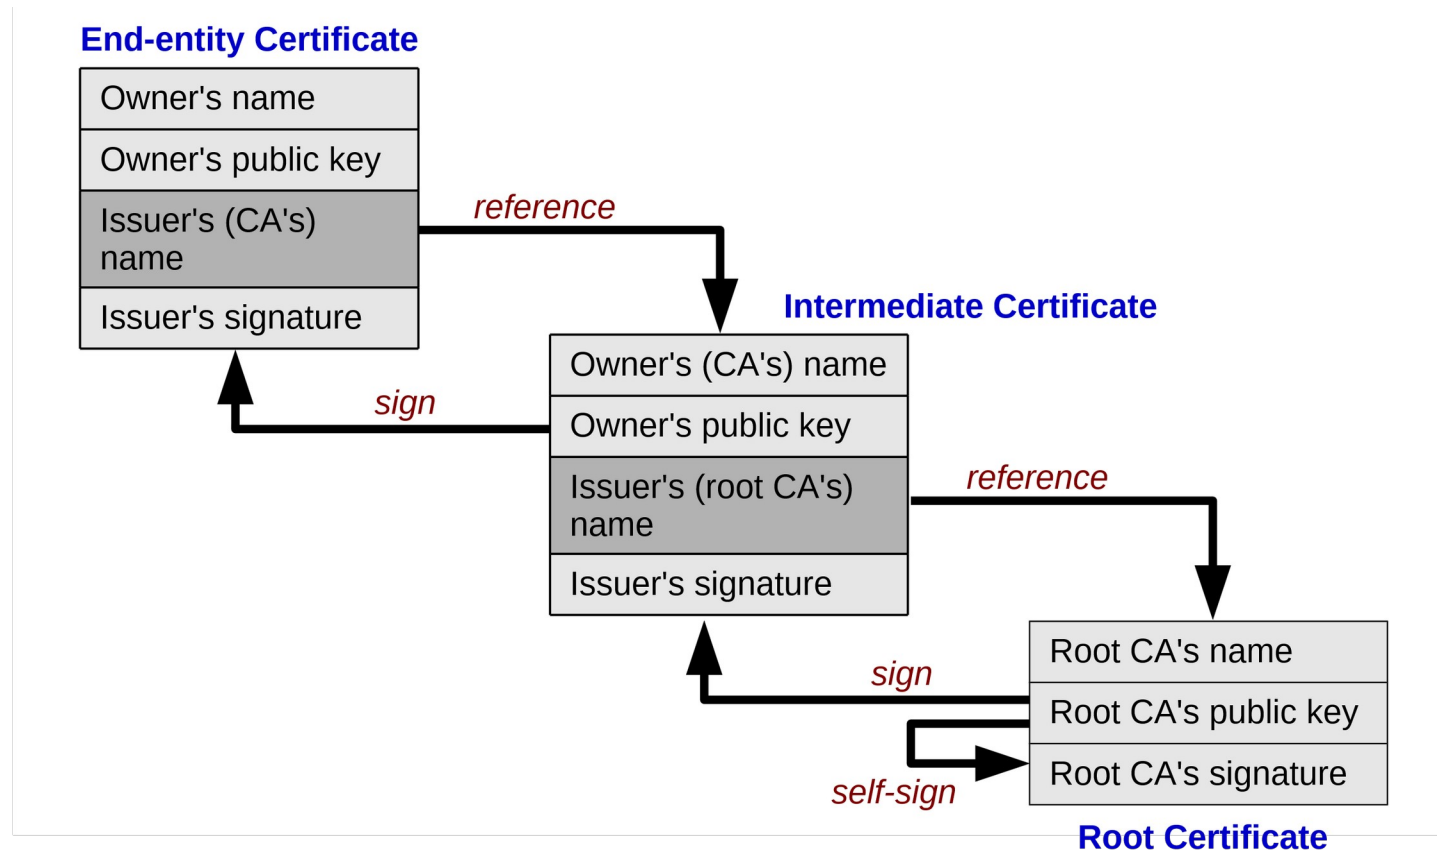 End-entity Certificate
Owner's name
Owner's public key
Issuer's (CA's)
name
Issuer's signature
reference
sign
Intermediate Certificate
Owner's (CA's) name
Owner's public key
Issuer's (root CA's)
name
Issuer's signature
reference
sign
self-sign
Root CA's name
Root CA's public key
Root CA's signature
Root Certificate